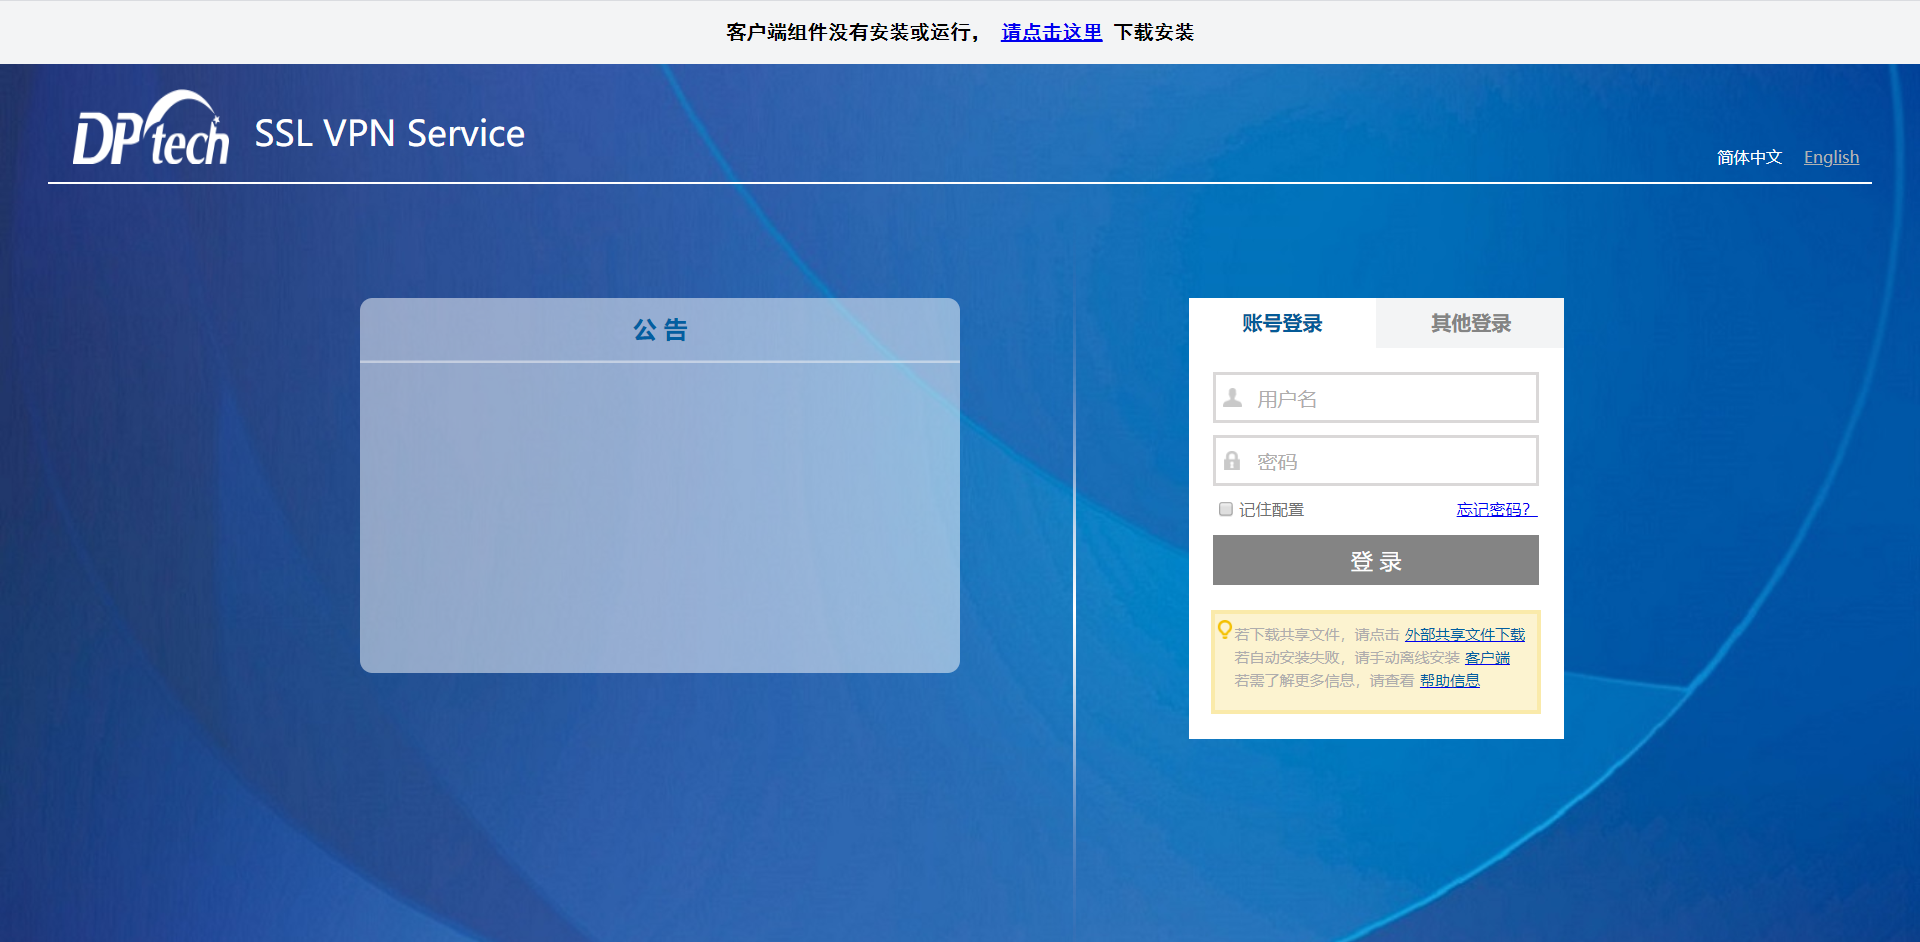 客户端组件没有安装或运行， 请点击这里 下载安装
DPtech SSL VPN Service
简体中文 English
公 告
账号登录 其他登录
用户名
密码
记住配置 忘记密码？
登 录
若下载共享文件，请点击 外部共享文件下载
若自动安装失败，请手动离线安装 客户端
若需了解更多信息，请查看 帮助信息